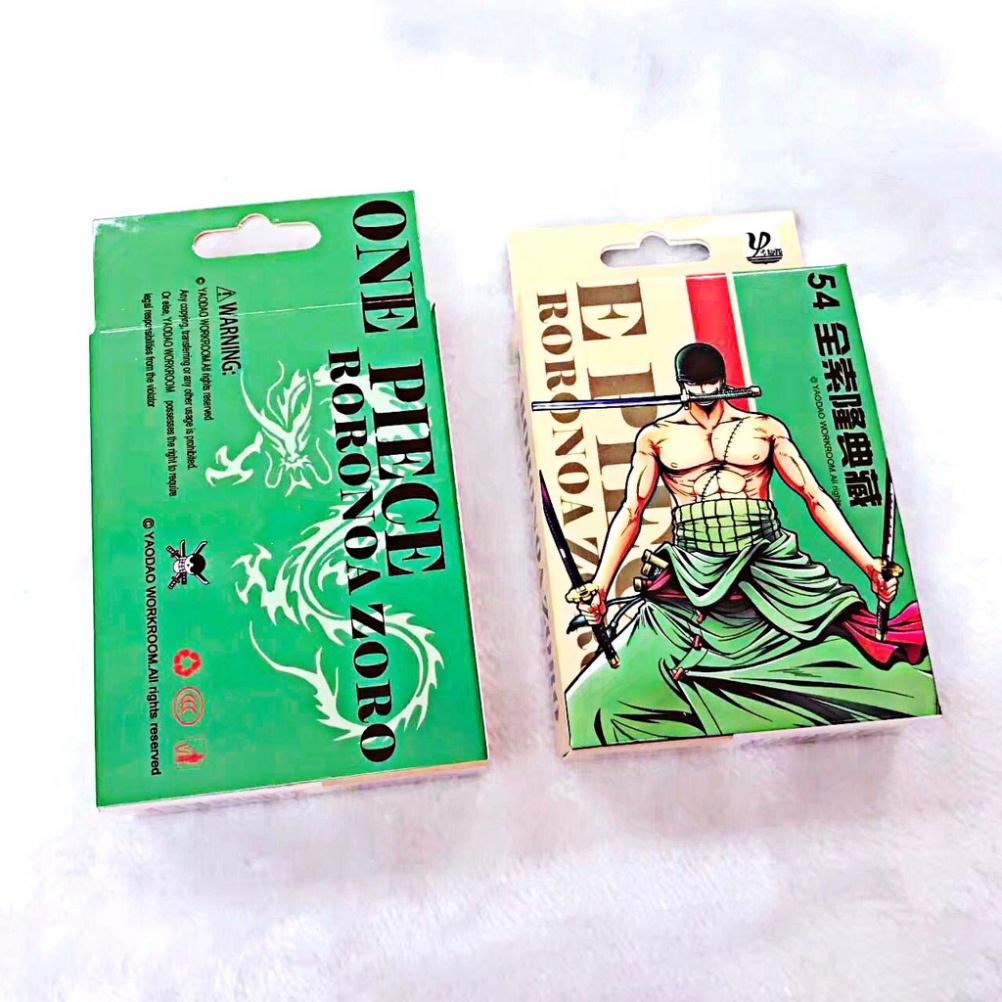 ONE PIECE
RORONOA ZORO
WARNING:
© YAODAO WORKROOM.All rights reserved
Any copying, transferring or any other usage is prohibited.
Or else, YAODAO WORKROOM possesses the right to require
legal responsibilities from the violator
© YAODAO WORKROOM.All rights reserved
54 全索隆典藏
© YAODAO WORKROOM.All rights
E PIE
RORONOA Z